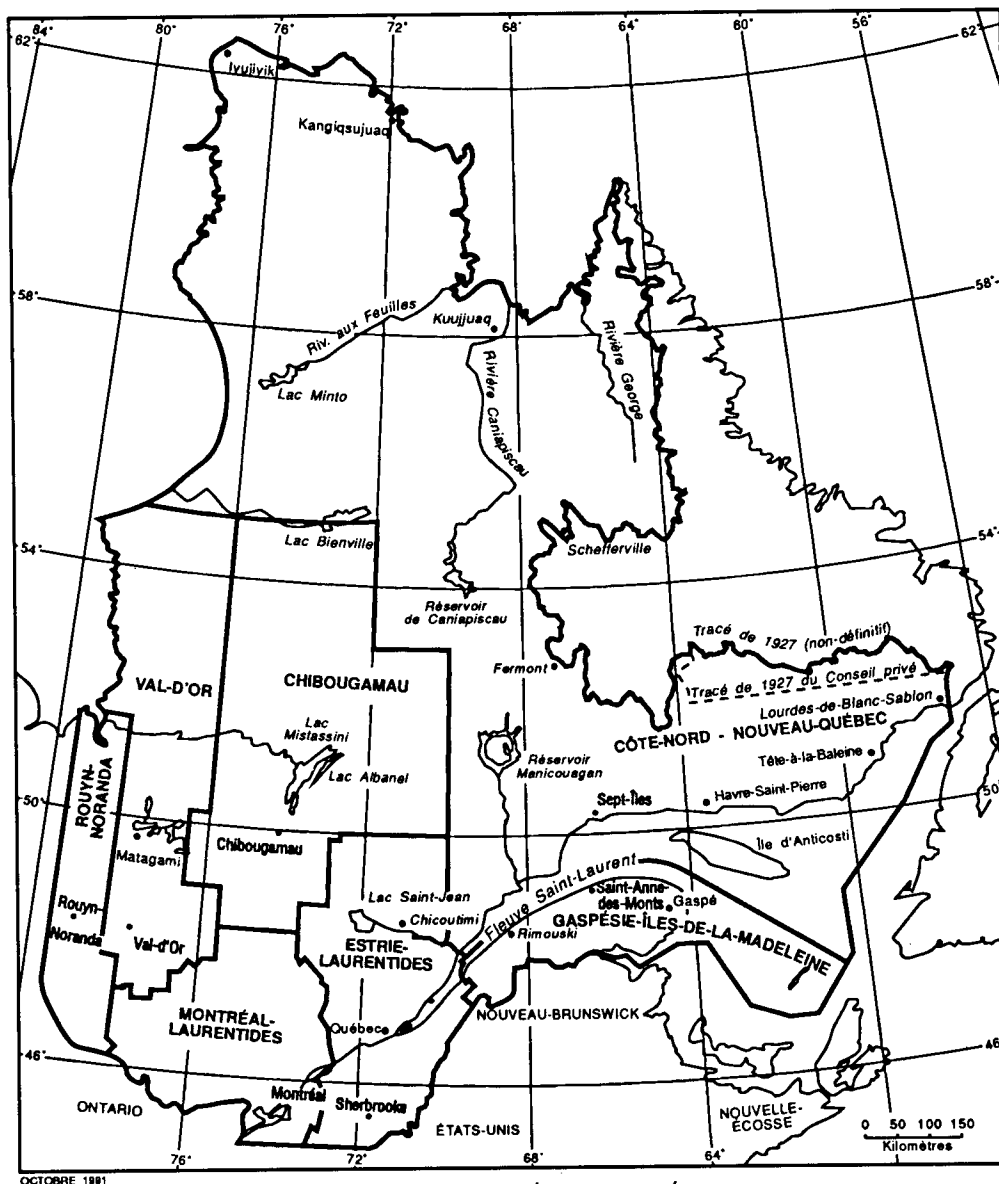 84° 80° 76° 72° 68° 64° 60° 56°
62° 62°
Ivujivik
Kangiqsujuaq
58° 58°
Riv. aux Feuilles
Kuujjuaq
Lac Minto
Rivière Caniapiscau
Rivière George
Lac Bienville
Schefferville
54° 54°
Réservoir
de Caniapiscau
Tracé de 1927 (non-définitif)
Fermont
Tracé de 1927 du Conseil privé
VAL-D'OR
CHIBOUGAMAU
Lourdes-de-Blanc-Sablon
CÔTE-NORD - NOUVEAU-QUÉBEC
Lac
Mistassini
Lac Albanel
Réservoir
Manicouagan
Tête-à-la-Baleine
ROUYN-
NORANDA
50° 50°
Sept-Îles
Havre-Saint-Pierre
Matagami
Chibougamau
Île d'Anticosti
Fleuve Saint-Laurent
Lac Saint-Jean
Saint-Anne-
des-Monts
Gaspé
Rouyn-
Noranda
Chicoutimi
GASPÉSIE-ÎLES-DE-LA-MADELEINE
Val-d'Or
Rimouski
ESTRIE-
LAURENTIDES
MONTRÉAL-
LAURENTIDES
Québec
NOUVEAU-BRUNSWICK
46° 46°
Montréal
Sherbrooke
ONTARIO
ÉTATS-UNIS
NOUVELLE-
ÉCOSSE
0 50 100 150
Kilomètres
76° 72° 68° 64°
OCTOBRE 1991